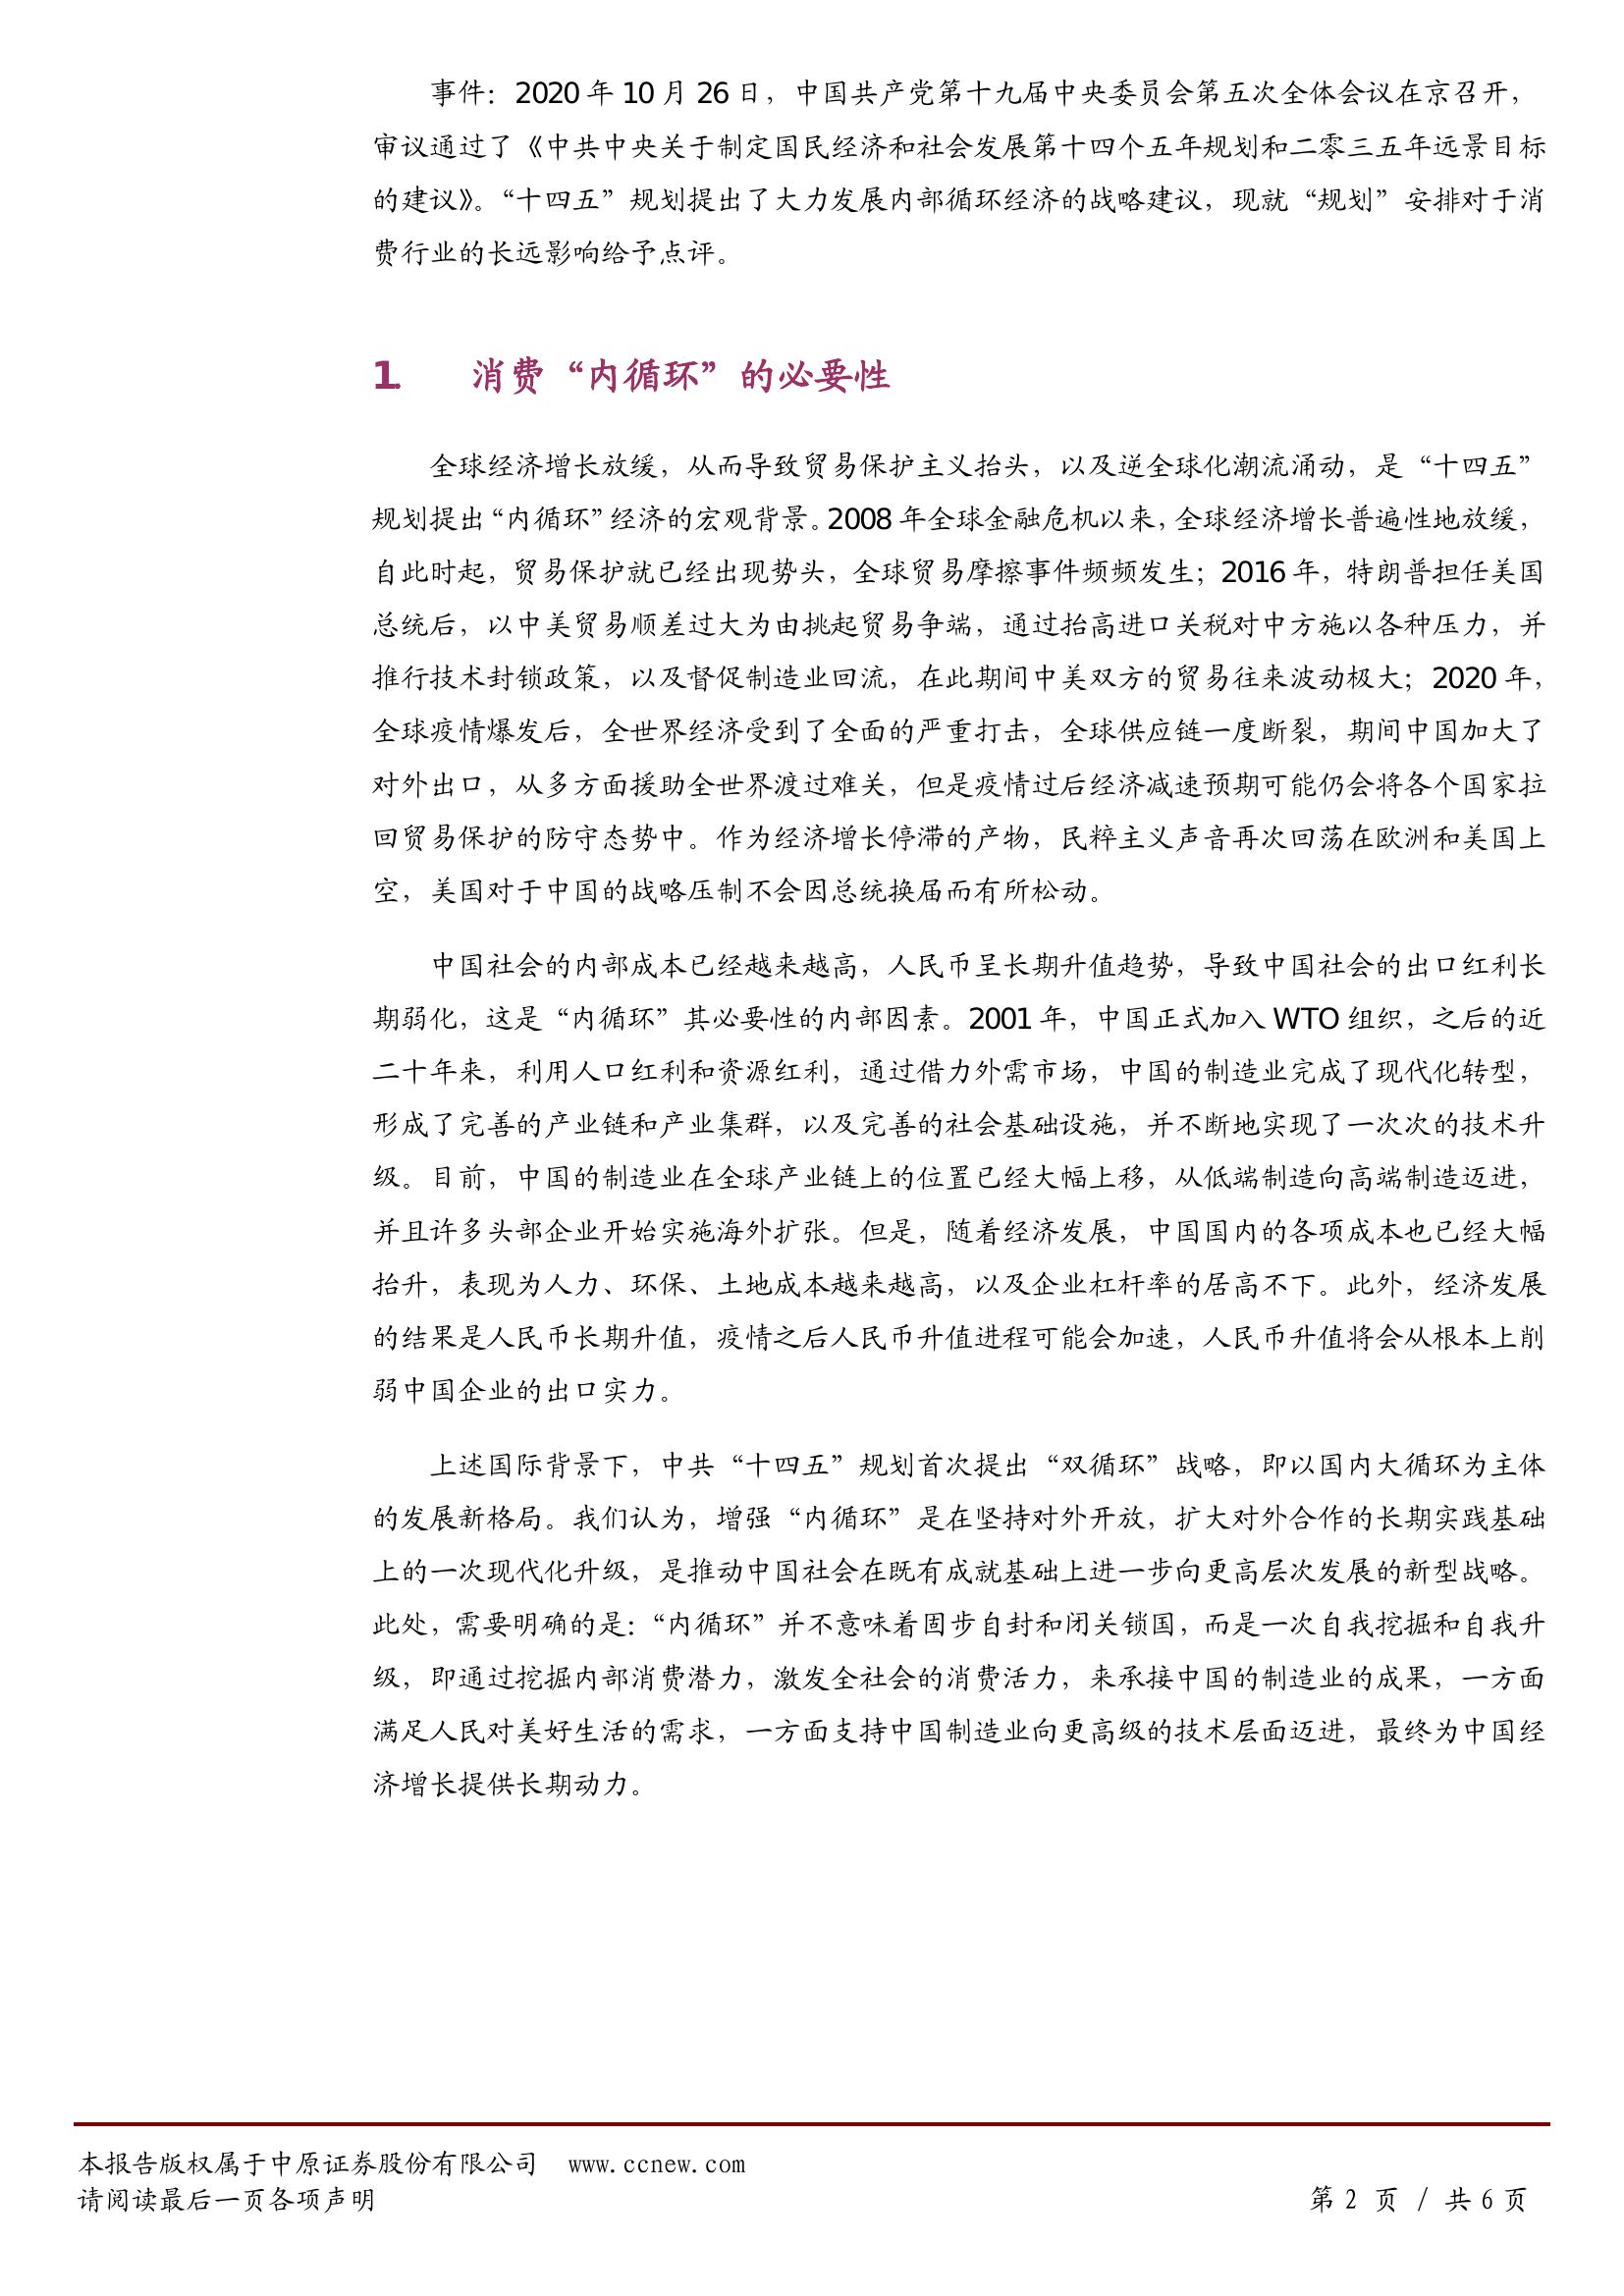 事件：2020 年 10 月 26 日，中国共产党第十九届中央委员会第五次全体会议在京召开，
审议通过了《中共中央关于制定国民经济和社会发展第十四个五年规划和二零三五年远景目标
的建议》。“十四五”规划提出了大力发展内部循环经济的战略建议，现就“规划”安排对于消
费行业的长远影响给予点评。
1. 消费“内循环”的必要性
全球经济增长放缓，从而导致贸易保护主义抬头，以及逆全球化潮流涌动，是“十四五”
规划提出“内循环”经济的宏观背景。2008 年全球金融危机以来，全球经济增长普遍性地放缓，
自此时起，贸易保护就已经出现势头，全球贸易摩擦事件频频发生；2016 年，特朗普担任美国
总统后，以中美贸易顺差过大为由挑起贸易争端，通过抬高进口关税对中方施以各种压力，并
推行技术封锁政策，以及督促制造业回流，在此期间中美双方的贸易往来波动极大；2020 年，
全球疫情爆发后，全世界经济受到了全面的严重打击，全球供应链一度断裂，期间中国加大了
对外出口，从多方面援助全世界渡过难关，但是疫情过后经济减速预期可能仍会将各个国家拉
回贸易保护的防守态势中。作为经济增长停滞的产物，民粹主义声音再次回荡在欧洲和美国上
空，美国对于中国的战略压制不会因总统换届而有所松动。
中国社会的内部成本已经越来越高，人民币呈长期升值趋势，导致中国社会的出口红利长
期弱化，这是“内循环”其必要性的内部因素。2001 年，中国正式加入 WTO 组织，之后的近
二十年来，利用人口红利和资源红利，通过借力外需市场，中国的制造业完成了现代化转型，
形成了完善的产业链和产业集群，以及完善的社会基础设施，并不断地实现了一次次的技术升
级。目前，中国的制造业在全球产业链上的位置已经大幅上移，从低端制造向高端制造迈进，
并且许多头部企业开始实施海外扩张。但是，随着经济发展，中国国内的各项成本也已经大幅
抬升，表现为人力、环保、土地成本越来越高，以及企业杠杆率的居高不下。此外，经济发展
的结果是人民币长期升值，疫情之后人民币升值进程可能会加速，人民币升值将会从根本上削
弱中国企业的出口实力。
上述国际背景下，中共“十四五”规划首次提出“双循环”战略，即以国内大循环为主体
的发展新格局。我们认为，增强“内循环”是在坚持对外开放，扩大对外合作的长期实践基础
上的一次现代化升级，是推动中国社会在既有成就基础上进一步向更高层次发展的新型战略。
此处，需要明确的是：“内循环”并不意味着固步自封和闭关锁国，而是一次自我挖掘和自我升
级，即通过挖掘内部消费潜力，激发全社会的消费活力，来承接中国的制造业的成果，一方面
满足人民对美好生活的需求，一方面支持中国制造业向更高级的技术层面迈进，最终为中国经
济增长提供长期动力。
本报告版权属于中原证券股份有限公司 www.ccnew.com
请阅读最后一页各项声明
第 2 页 / 共 6 页